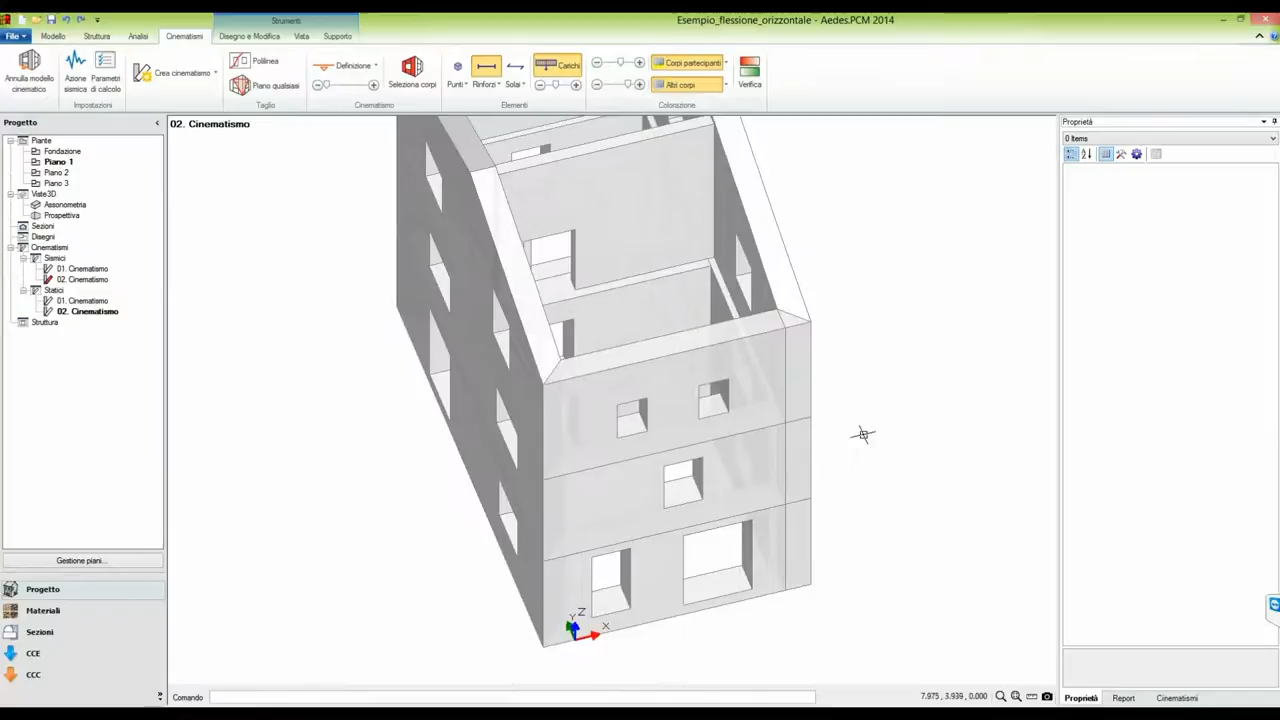 Strumenti
Esempio_flessione_orizzontale - Aedes.PCM 2014
File Modello Struttura Analisi Cinematismi Disegno e Modifica Vista Supporto
Annulla modello cinematico
Azione sismica
Parametri di calcolo
Impostazioni
Crea cinematismo
Polilinea
Piano qualsiasi
Taglio
Definizione
Seleziona corpi
Cinematismo
Punti Rinforzi Solai
Carichi
Elementi
Corpi partecipanti
Altri corpi
Colorazione
Verifica
Progetto
Piante
Fondazione
Piano 1
Piano 2
Piano 3
Viste3D
Assonometria
Prospettiva
Sezioni
Disegni
Cinematismi
Sismici
01. Cinematismo
02. Cinematismo
Statici
01. Cinematismo
02. Cinematismo
Struttura
Gestione piani...
Progetto
Materiali
Sezioni
CCE
CCC
02. Cinematismo
Z
Y
X
Comando
7.975 , 3.939, 0.000
Proprietà
0 Items
Proprietà Report Cinematismi